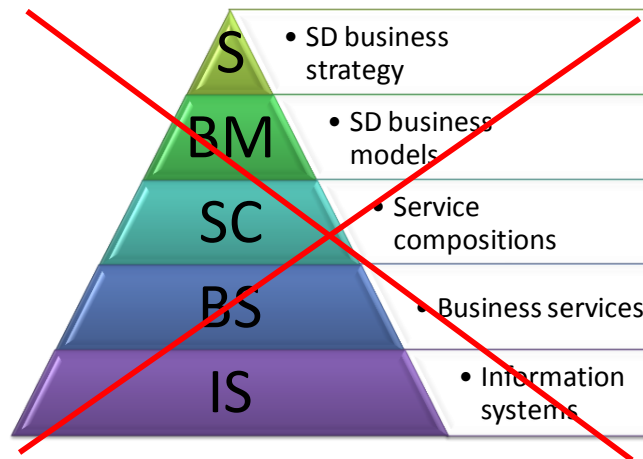 S
• SD business
strategy
BM
• SD business
models
SC
• Service
compositions
BS
• Business services
IS
• Information
systems